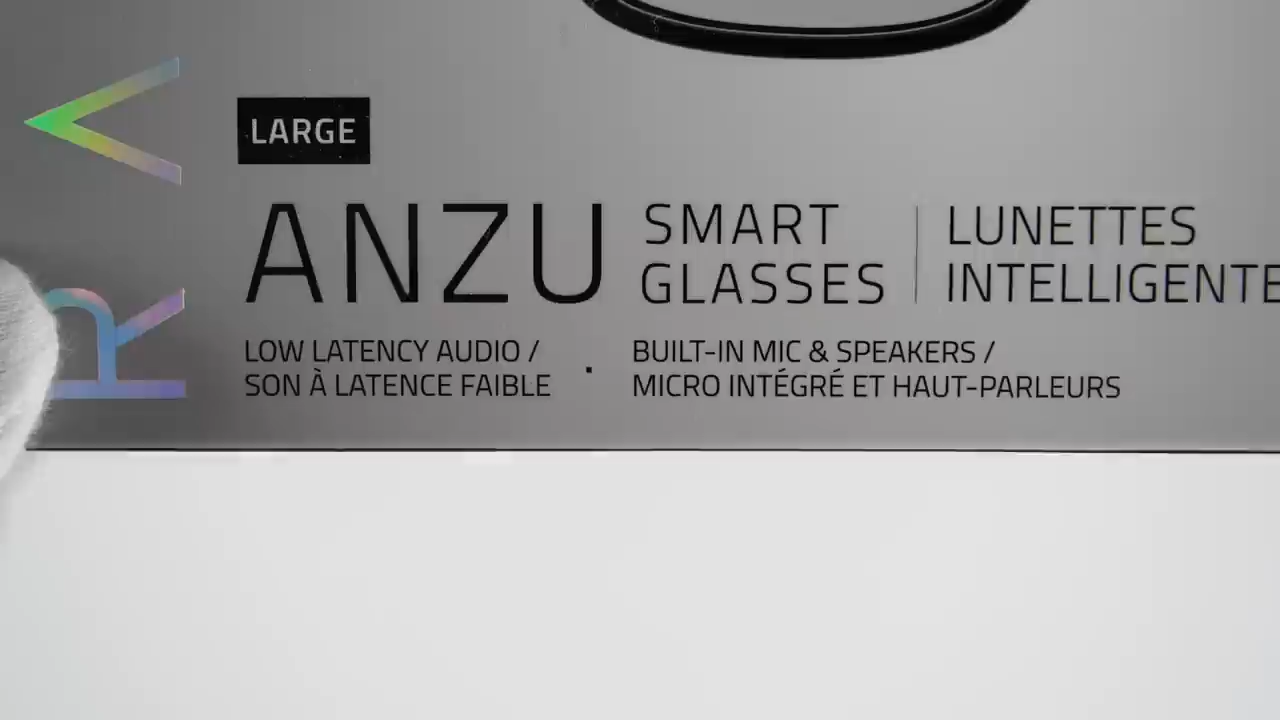 RA
LARGE
ANZU
SMART
GLASSES
LUNETTES
INTELLIGENTE
LOW LATENCY AUDIO /
SON À LATENCE FAIBLE
·
BUILT-IN MIC & SPEAKERS /
MICRO INTÉGRÉ ET HAUT-PARLEURS